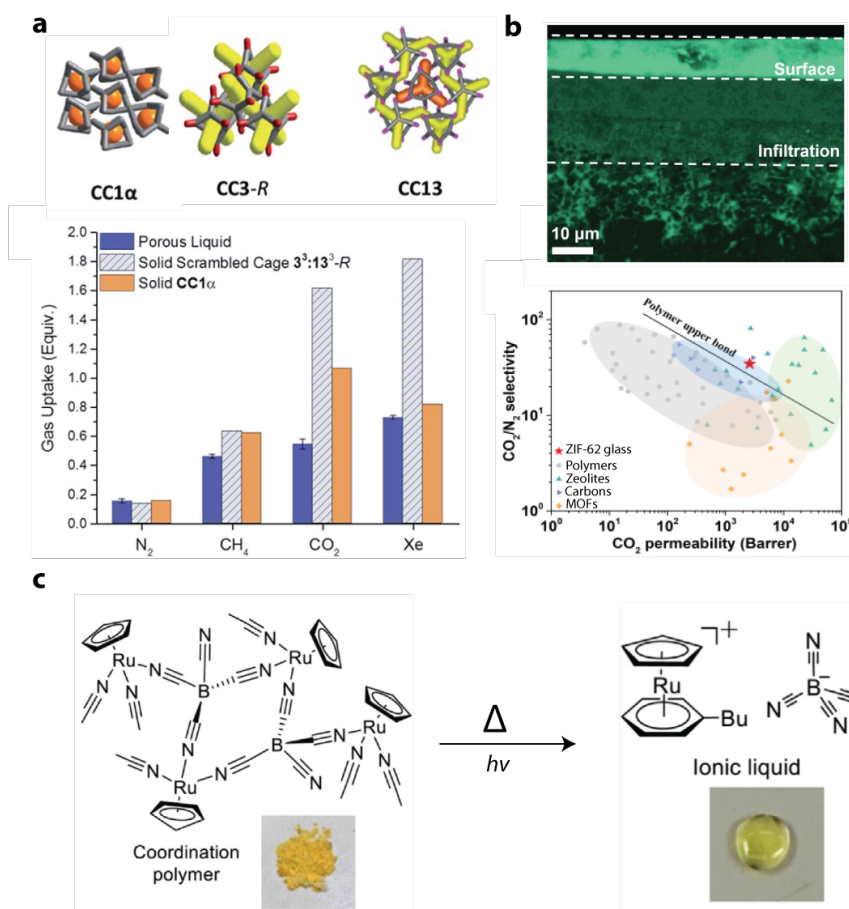 a
CC1α
CC3-R
CC13
2.0
1.8
1.6
1.4
1.2
1.0
0.8
0.6
0.4
0.2
0.0
Gas Uptake (Equiv.)
Porous Liquid
Solid Scrambled Cage 3³:13³-R
Solid CC1α
N₂
CH₄
CO₂
Xe
b
Surface
Infiltration
10 µm
10²
10¹
10⁰
CO₂/N₂ selectivity
Polymer upper bond
ZIF-62 glass
Polymers
Zeolites
Carbons
MOFs
10⁰
10¹
10²
10³
10⁴
10⁵
CO₂ permeability (Barrer)
c
N
Ru
N
N
N
B
N
N
Ru
N
N
N
Ru
N
N
B
N
N
Ru
N
N
Coordination
polymer
Δ
hν
+
Ru
Bu
N
N
B
−
N
Ionic liquid